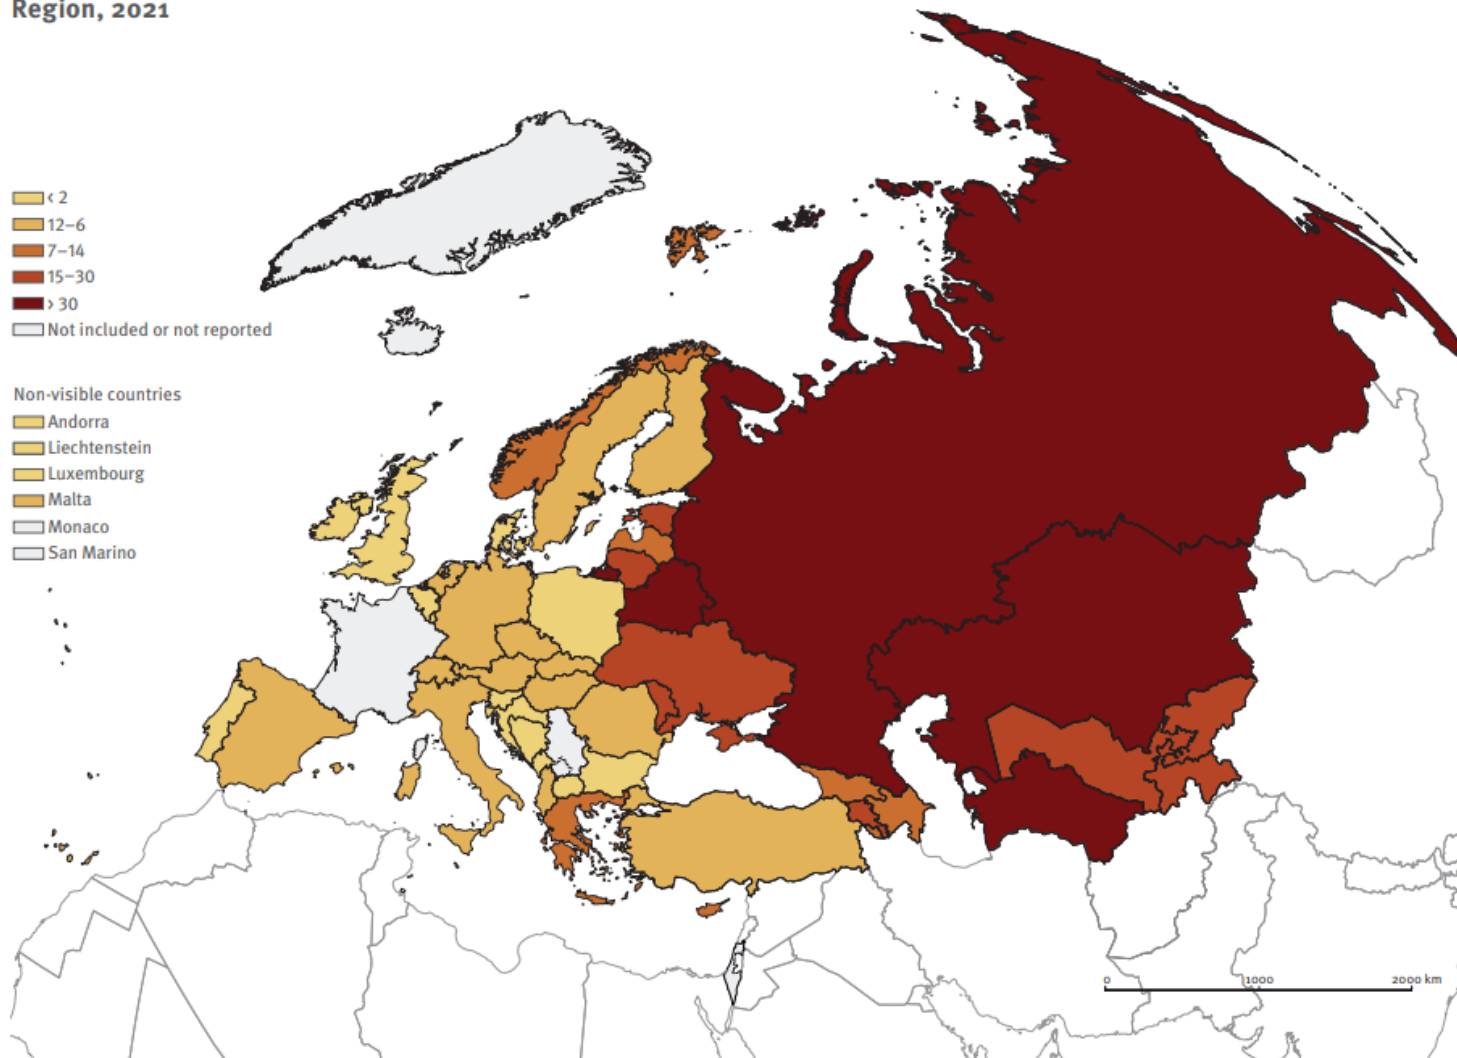 Region, 2021
< 2
12–6
7–14
15–30
> 30
Not included or not reported
Non-visible countries
Andorra
Liechtenstein
Luxembourg
Malta
Monaco
San Marino
0 1000 2000 km